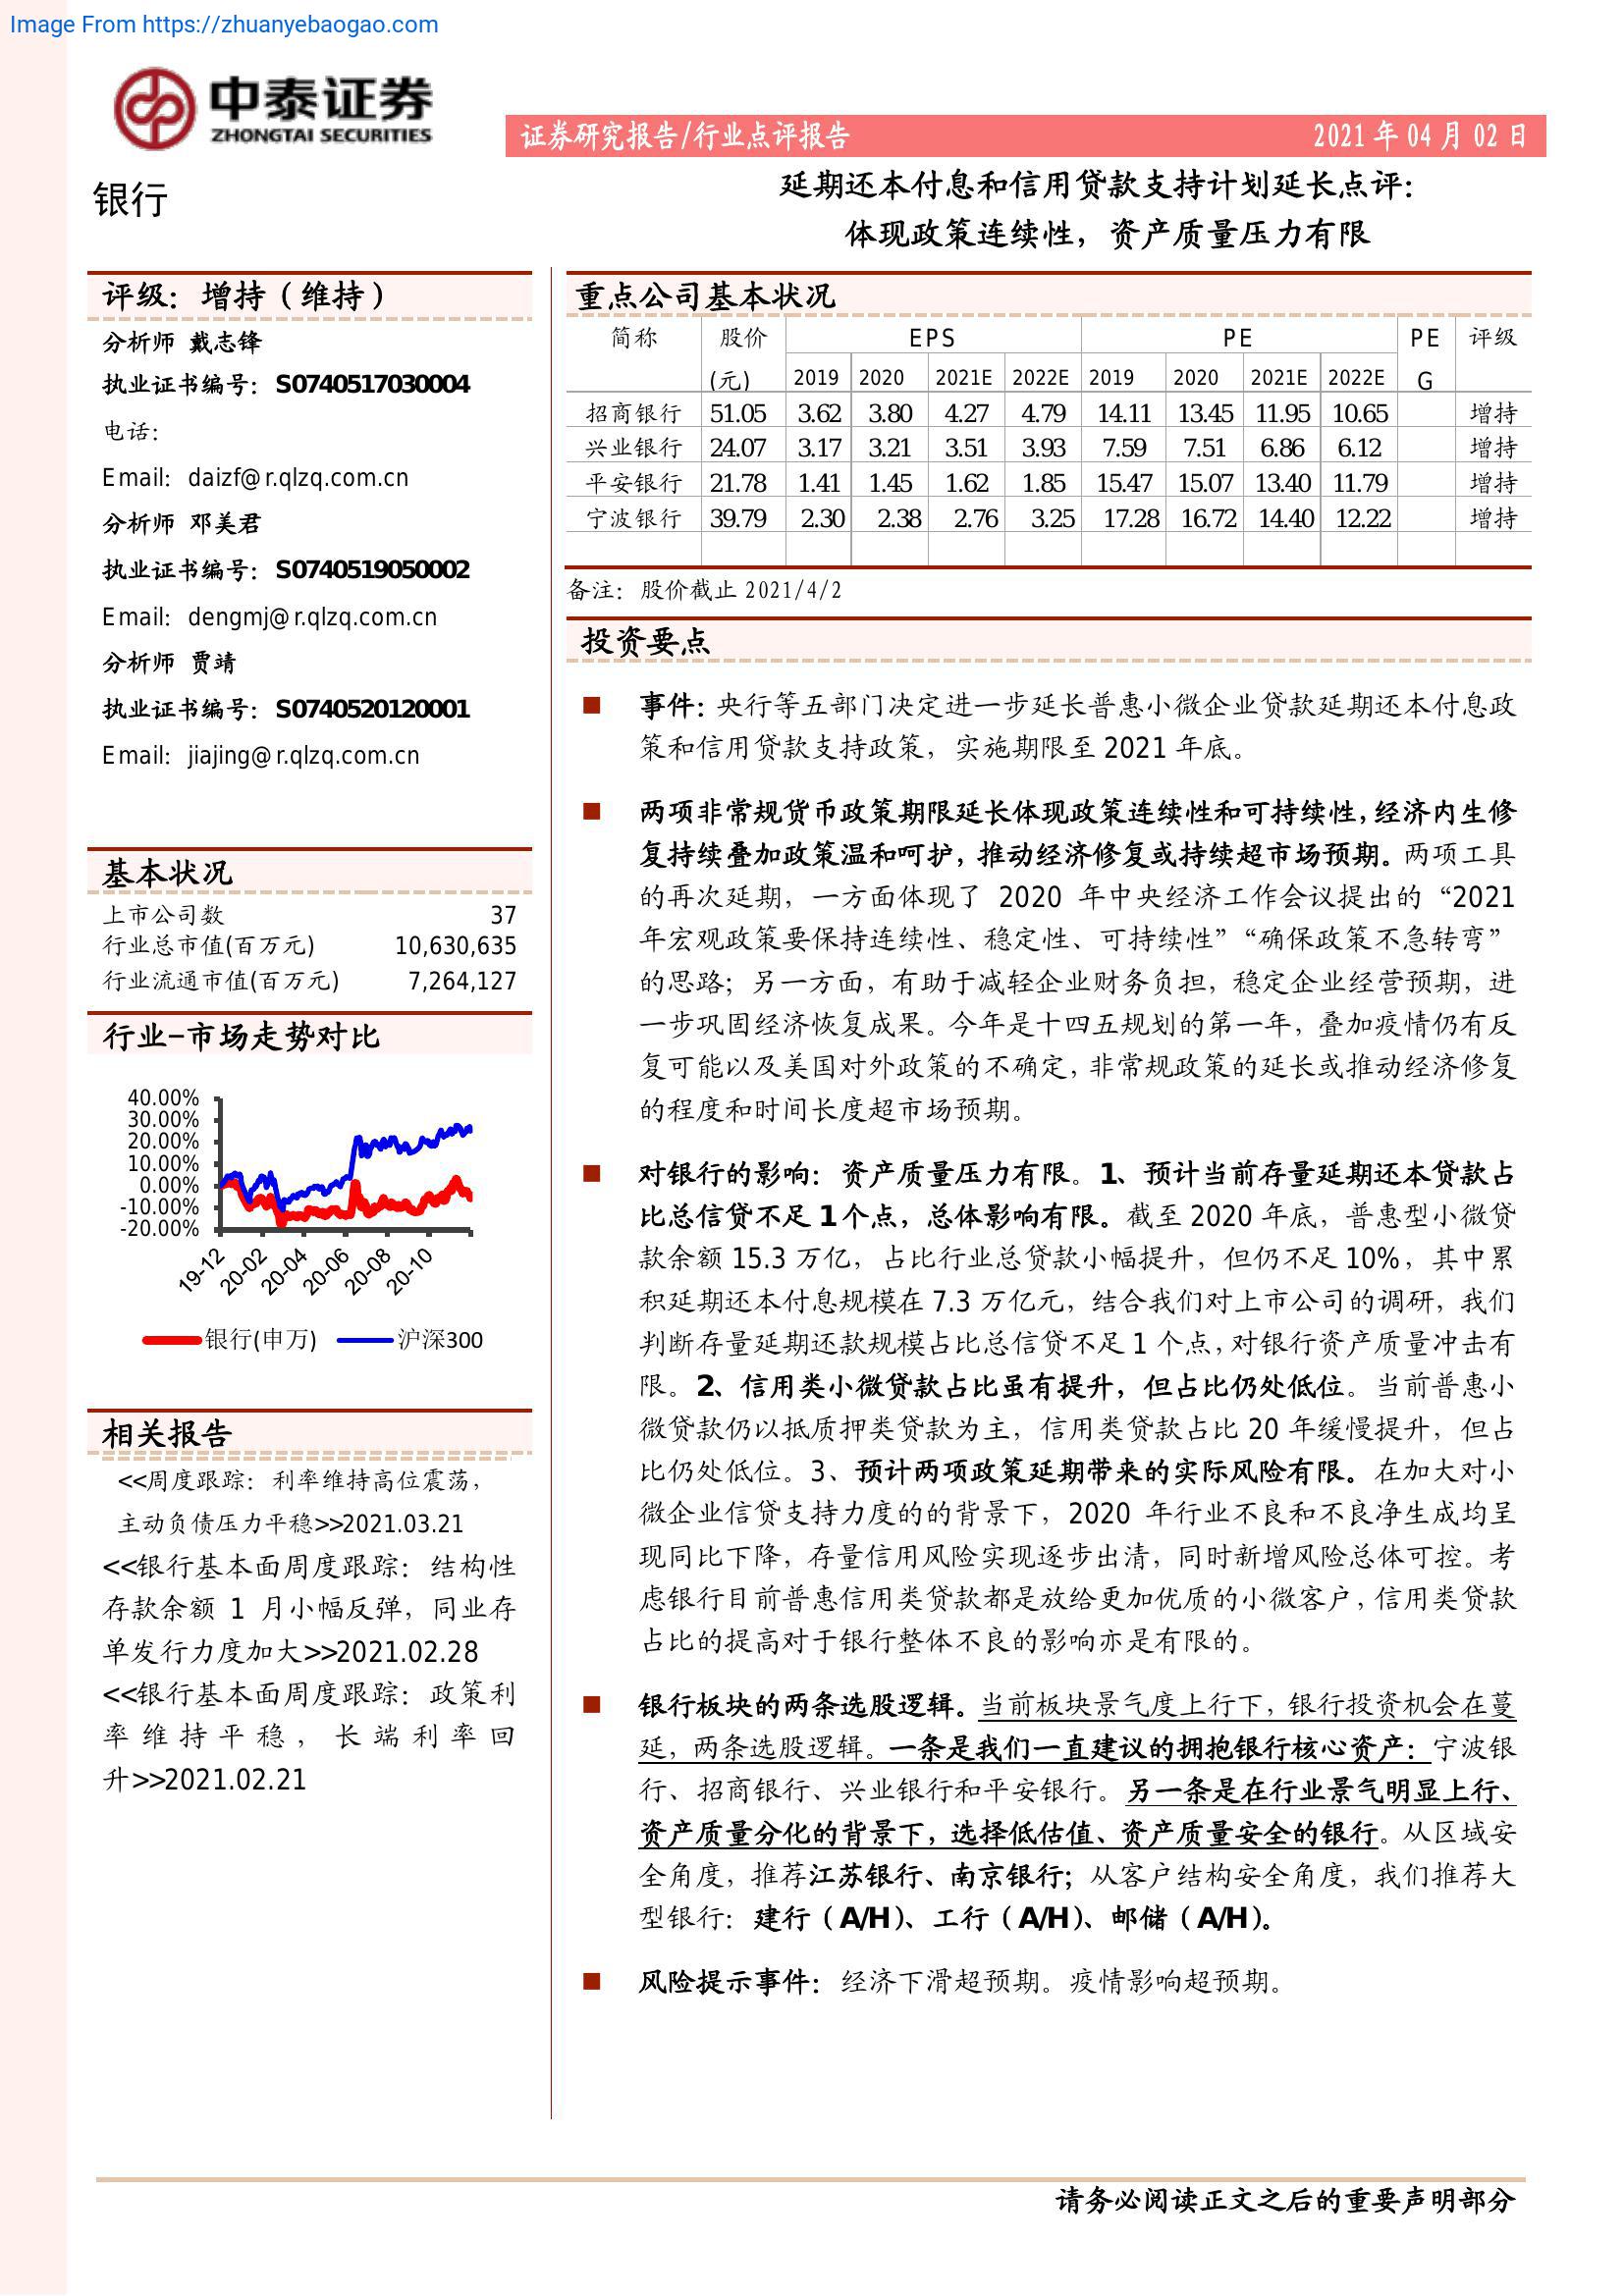 Image From https://zhuanyebaogao.com
中泰证券
ZHONGTAI SECURITIES
证券研究报告/行业点评报告 2021 年 04 月 02 日
银行
延期还本付息和信用贷款支持计划延长点评:
体现政策连续性，资产质量压力有限
评级：增持（维持）
分析师 戴志锋
执业证书编号：S0740517030004
电话：
Email：daizf@r.qlzq.com.cn
分析师 邓美君
执业证书编号：S0740519050002
Email：dengmj@r.qlzq.com.cn
分析师 贾靖
执业证书编号：S0740520120001
Email：jiajing@r.qlzq.com.cn
基本状况
上市公司数 37
行业总市值(百万元) 10,630,635
行业流通市值(百万元) 7,264,127
行业-市场走势对比
40.00%
30.00%
20.00%
10.00%
0.00%
-10.00%
-20.00%
19-12 20-02 20-04 20-06 20-08 20-10
银行(申万) 沪深300
相关报告
<<周度跟踪：利率维持高位震荡，
主动负债压力平稳>>2021.03.21
<<银行基本面周度跟踪：结构性
存款余额 1 月小幅反弹，同业存
单发行力度加大>>2021.02.28
<<银行基本面周度跟踪：政策利
率维持平稳，长端利率回
升>>2021.02.21
重点公司基本状况
简称 股价 EPS PE PE 评级
(元) 2019 2020 2021E 2022E 2019 2020 2021E 2022E G
招商银行 51.05 3.62 3.80 4.27 4.79 14.11 13.45 11.95 10.65 增持
兴业银行 24.07 3.17 3.21 3.51 3.93 7.59 7.51 6.86 6.12 增持
平安银行 21.78 1.41 1.45 1.62 1.85 15.47 15.07 13.40 11.79 增持
宁波银行 39.79 2.30 2.38 2.76 3.25 17.28 16.72 14.40 12.22 增持
备注：股价截止 2021/4/2
投资要点
事件：央行等五部门决定进一步延长普惠小微企业贷款延期还本付息政
策和信用贷款支持政策，实施期限至 2021 年底。
两项非常规货币政策期限延长体现政策连续性和可持续性，经济内生修
复持续叠加政策温和呵护，推动经济修复或持续超市场预期。两项工具
的再次延期，一方面体现了 2020 年中央经济工作会议提出的“2021
年宏观政策要保持连续性、稳定性、可持续性”“确保政策不急转弯”
的思路；另一方面，有助于减轻企业财务负担，稳定企业经营预期，进
一步巩固经济恢复成果。今年是十四五规划的第一年，叠加疫情仍有反
复可能以及美国对外政策的不确定，非常规政策的延长或推动经济修复
的程度和时间长度超市场预期。
对银行的影响：资产质量压力有限。1、预计当前存量延期还本贷款占
比总信贷不足 1 个点，总体影响有限。截至 2020 年底，普惠型小微贷
款余额 15.3 万亿，占比行业总贷款小幅提升，但仍不足 10%，其中累
积延期还本付息规模在 7.3 万亿元，结合我们对上市公司的调研，我们
判断存量延期还款规模占比总信贷不足 1 个点，对银行资产质量冲击有
限。2、信用类小微贷款占比虽有提升，但占比仍处低位。当前普惠小
微贷款仍以抵质押类贷款为主，信用类贷款占比 20 年缓慢提升，但占
比仍处低位。3、预计两项政策延期带来的实际风险有限。在加大对小
微企业信贷支持力度的的背景下，2020 年行业不良和不良净生成均呈
现同比下降，存量信用风险实现逐步出清，同时新增风险总体可控。考
虑银行目前普惠信用类贷款都是放给更加优质的小微客户，信用类贷款
占比的提高对于银行整体不良的影响亦是有限的。
银行板块的两条选股逻辑。当前板块景气度上行下，银行投资机会在蔓
延，两条选股逻辑。一条是我们一直建议的拥抱银行核心资产：宁波银
行、招商银行、兴业银行和平安银行。另一条是在行业景气明显上行、
资产质量分化的背景下，选择低估值、资产质量安全的银行。从区域安
全角度，推荐江苏银行、南京银行；从客户结构安全角度，我们推荐大
型银行：建行（A/H）、工行（A/H）、邮储（A/H）。
风险提示事件：经济下滑超预期。疫情影响超预期。
请务必阅读正文之后的重要声明部分